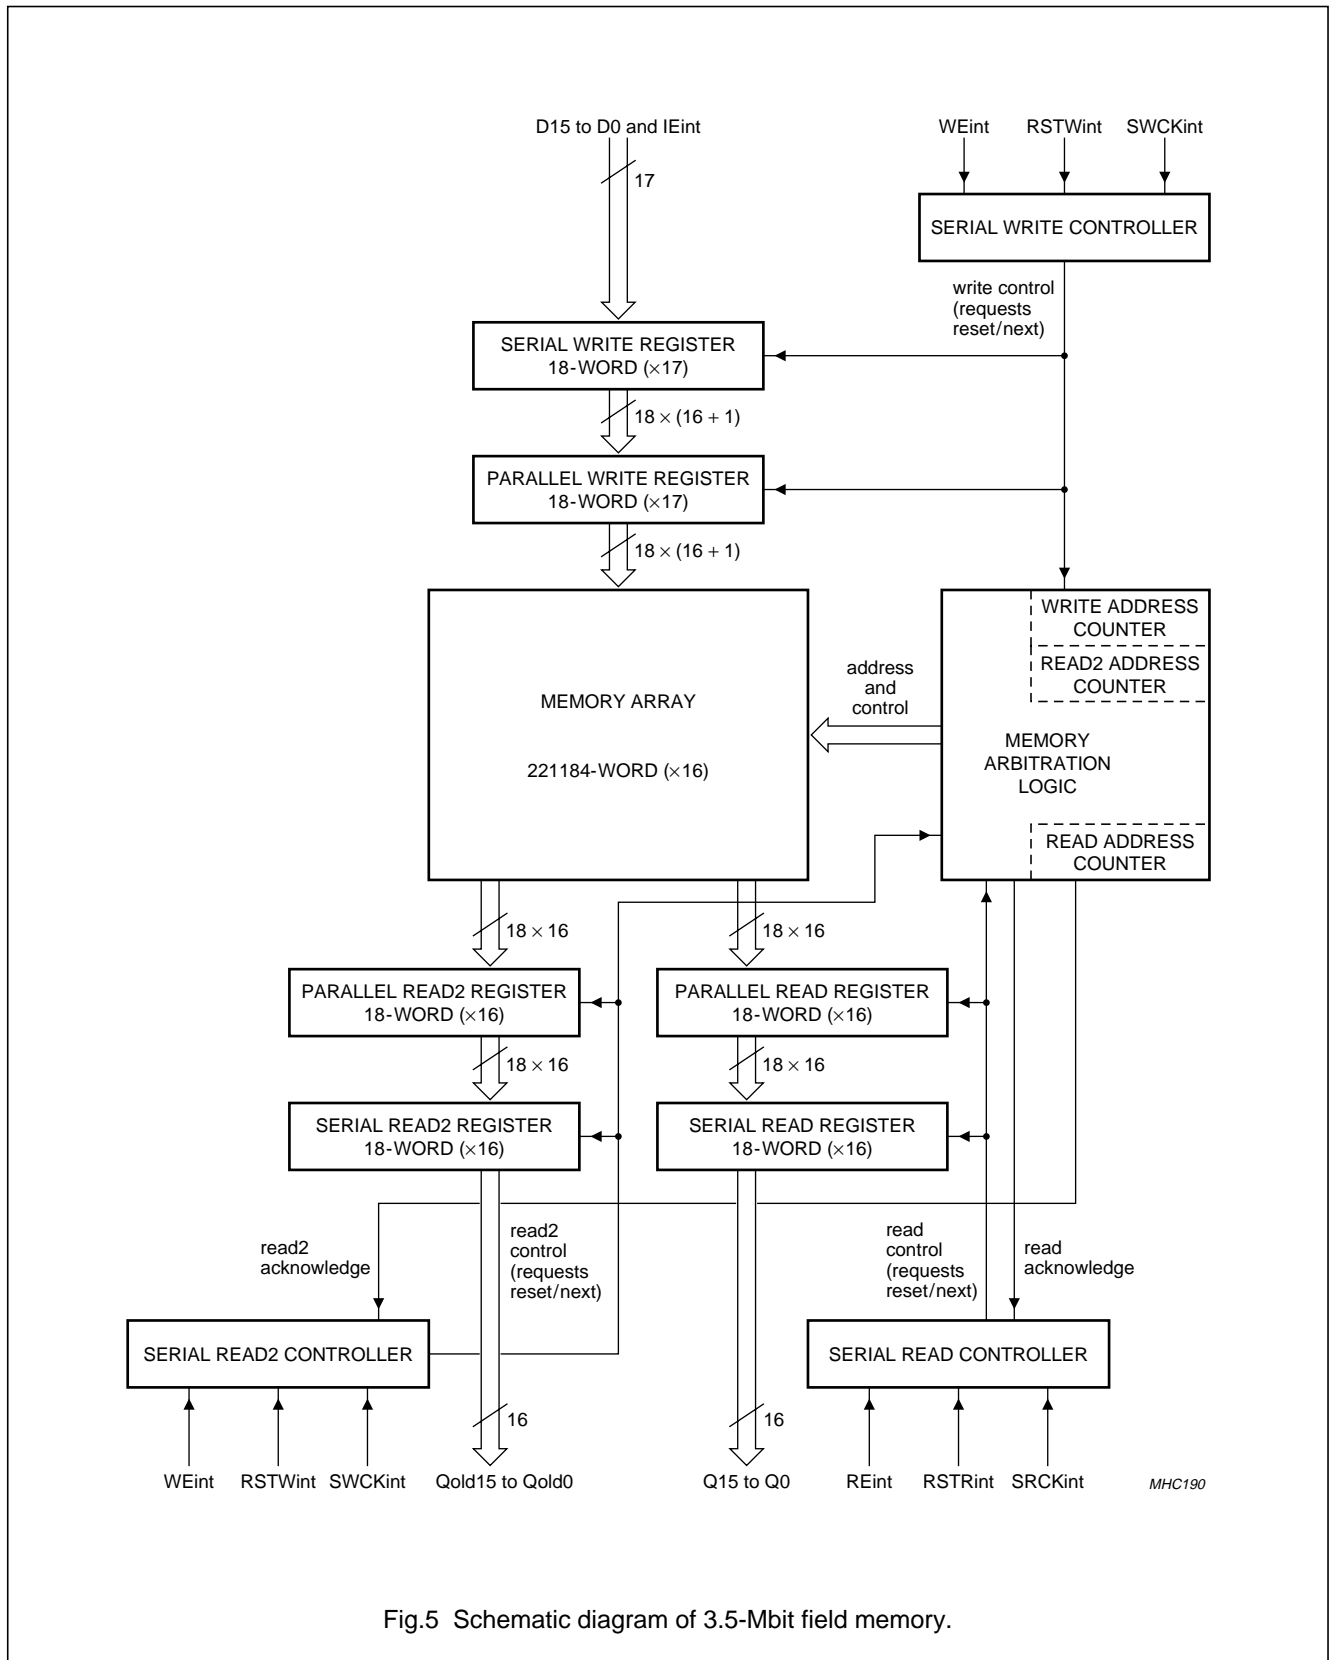 D15 to D0 and IEint
WEint RSTWint SWCKint
17
SERIAL WRITE CONTROLLER
write control
(requests
reset/next)
SERIAL WRITE REGISTER
18-WORD (×17)
18 × (16 + 1)
PARALLEL WRITE REGISTER
18-WORD (×17)
18 × (16 + 1)
WRITE ADDRESS
COUNTER
READ2 ADDRESS
COUNTER
address
and
control
MEMORY ARRAY
221184-WORD (×16)
MEMORY
ARBITRATION
LOGIC
READ ADDRESS
COUNTER
18 × 16
18 × 16
PARALLEL READ2 REGISTER
18-WORD (×16)
PARALLEL READ REGISTER
18-WORD (×16)
18 × 16
18 × 16
SERIAL READ2 REGISTER
18-WORD (×16)
SERIAL READ REGISTER
18-WORD (×16)
read2
acknowledge
read2
control
(requests
reset/next)
read
control
(requests
reset/next)
read
acknowledge
SERIAL READ2 CONTROLLER
SERIAL READ CONTROLLER
16
16
WEint RSTWint SWCKint
Qold15 to Qold0
Q15 to Q0
REint RSTRint SRCKint
MHC190
Fig.5 Schematic diagram of 3.5-Mbit field memory.